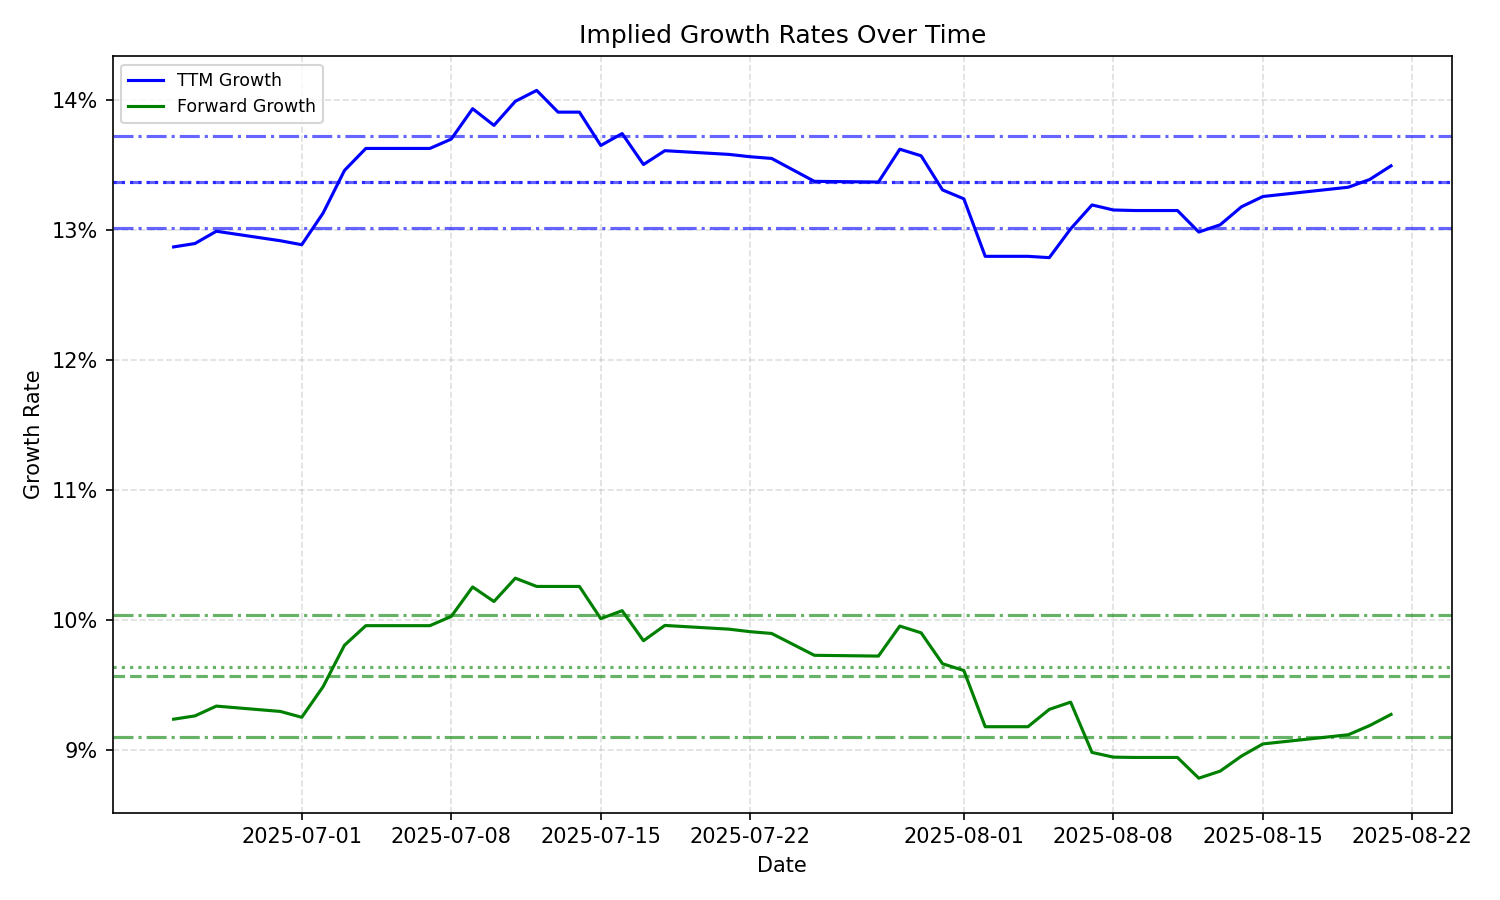 Implied Growth Rates Over Time
TTM Growth
Forward Growth
14%
13%
12%
11%
10%
9%
Growth Rate
2025-07-01 2025-07-08 2025-07-15 2025-07-22 2025-08-01 2025-08-08 2025-08-15 2025-08-22
Date